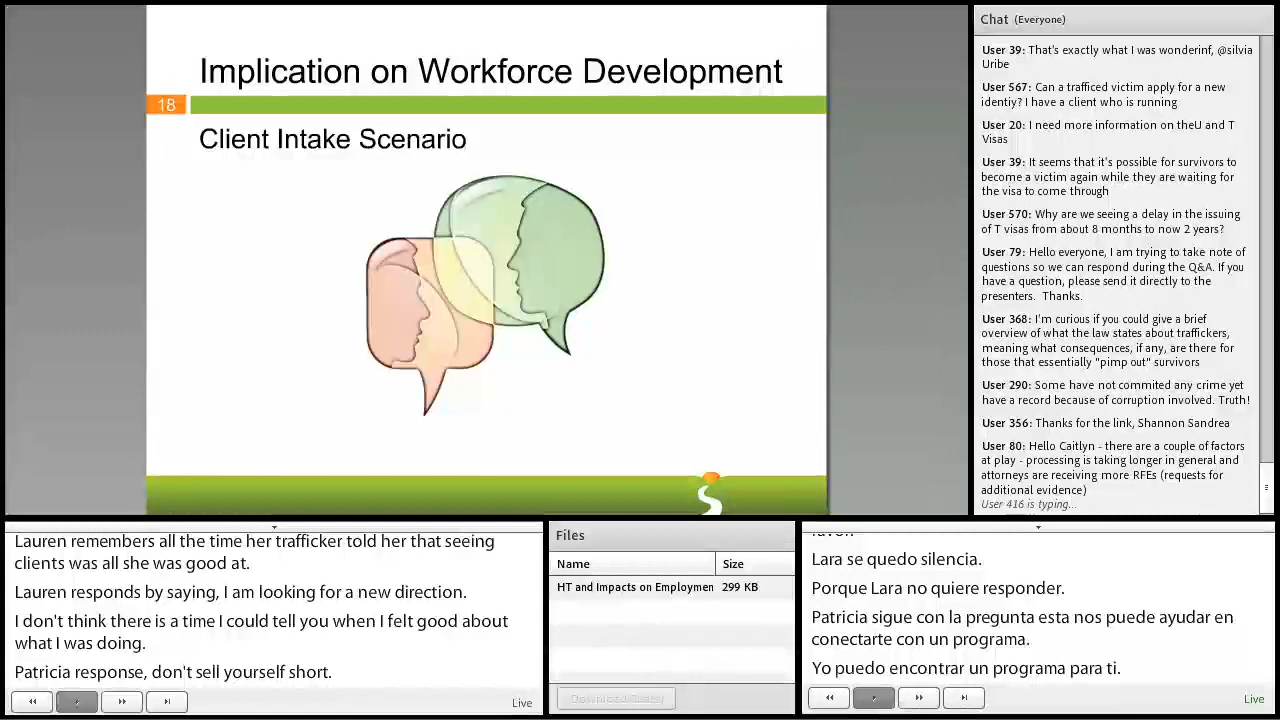 Implication on Workforce Development
18
Client Intake Scenario
Chat (Everyone)
User 39: That's exactly what I was wonderinf, @silvia
Uribe
User 567: Can a trafficed victim apply for a new
identiy? I have a client who is running
User 20: I need more information on theU and T
Visas
User 39: It seems that it's possible for survivors to
become a victim again while they are waiting for
the visa to come through
User 570: Why are we seeing a delay in the issuing
of T visas from about 8 months to now 2 years?
User 79: Hello everyone, I am trying to take note of
questions so we can respond during the Q&A. If you
have a question, please send it directly to the
presenters. Thanks.
User 368: I'm curious if you could give a brief
overview of what the law states about traffickers,
meaning what consequences, if any, are there for
those that essentially "pimp out" survivors
User 290: Some have not commited any crime yet
have a record because of corruption involved. Truth!
User 356: Thanks for the link, Shannon Sandrea
User 80: Hello Caitlyn - there are a couple of factors
at play - processing is taking longer in general and
attorneys are receiving more RFEs (requests for
additional evidence)
User 416 is typing...
Lauren remembers all the time her trafficker told her that seeing
clients was all she was good at.
Lauren responds by saying, I am looking for a new direction.
I don't think there is a time I could tell you when I felt good about
what I was doing.
Patricia response, don't sell yourself short.
Live
Files
Name Size
HT and Impacts on Employmen 299 KB
Download File(s)
Lara se quedo silencia.
Porque Lara no quiere responder.
Patricia sigue con la pregunta esta nos puede ayudar en
conectarte con un programa.
Yo puedo encontrar un programa para ti.
Live